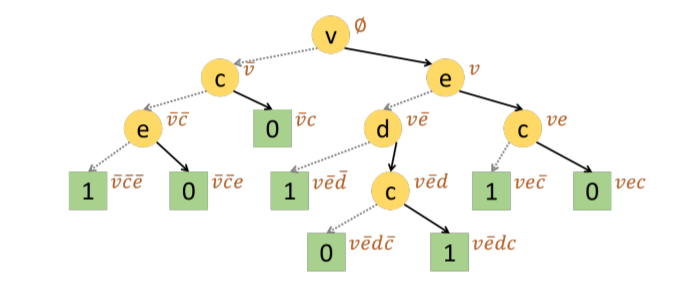 v ∅
c v̄ e v
e v̄c̄ 0 v̄c d vē c ve
1 v̄c̄ē 0 v̄c̄e 1 vēd̄ c vēd 1 vec̄ 0 vec
0 vēdc̄ 1 vēdc